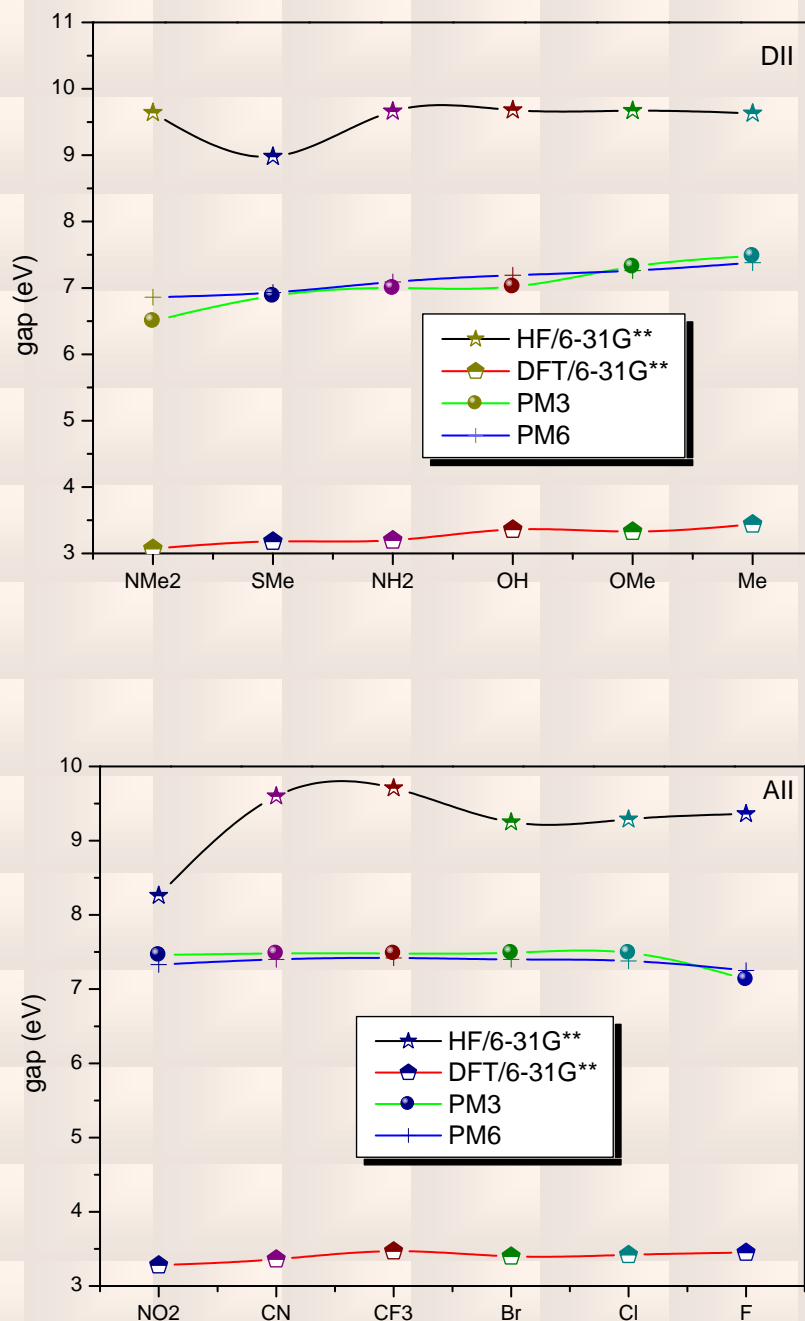 11
DII
10
9
8
7
6
5
4
3
gap (eV)
HF/6-31G**
DFT/6-31G**
PM3
PM6
NMe2 SMe NH2 OH OMe Me
10
AII
9
8
7
6
5
4
3
gap (eV)
HF/6-31G**
DFT/6-31G**
PM3
PM6
NO2 CN CF3 Br Cl F